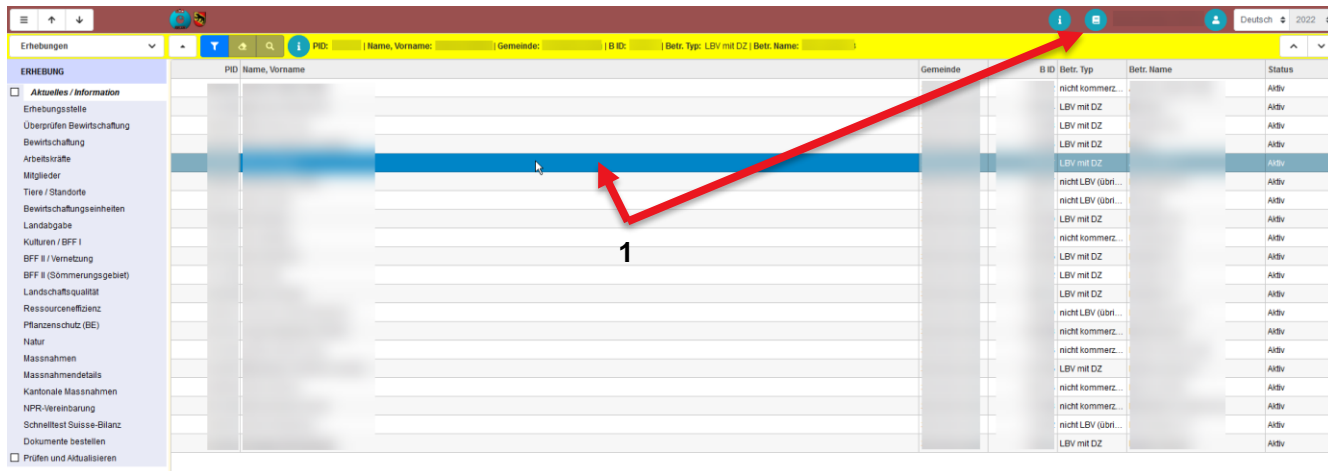 Deutsch 2022
Erhebungen PID: | Name, Vorname: | Gemeinde: | B ID: | Betr. Typ: LBV mit DZ | Betr. Name:
ERHEBUNG
Aktuelles / Information
Erhebungsstelle
Überprüfen Bewirtschaftung
Bewirtschaftung
Arbeitskräfte
Mitglieder
Tiere / Standorte
Bewirtschaftungseinheiten
Landabgabe
Kulturen / BFF I
BFF II / Vernetzung
BFF II (Sömmerungsgebiet)
Landschaftsqualität
Ressourceneffizienz
Pflanzenschutz (BE)
Natur
Massnahmen
Massnahmendetails
Kantonale Massnahmen
NPR-Vereinbarung
Schnelltest Suisse-Bilanz
Dokumente bestellen
Prüfen und Aktualisieren
PID Name, Vorname Gemeinde B ID Betr. Typ Betr. Name Status
nicht kommerz... Aktiv
LBV mit DZ Aktiv
LBV mit DZ Aktiv
LBV mit DZ Aktiv
LBV mit DZ Aktiv
nicht LBV (übri... Aktiv
nicht LBV (übri... Aktiv
LBV mit DZ Aktiv
nicht kommerz... Aktiv
LBV mit DZ Aktiv
LBV mit DZ Aktiv
LBV mit DZ Aktiv
nicht LBV (übri... Aktiv
nicht kommerz... Aktiv
nicht kommerz... Aktiv
LBV mit DZ Aktiv
nicht kommerz... Aktiv
nicht kommerz... Aktiv
nicht LBV (übri... Aktiv
LBV mit DZ Aktiv
1